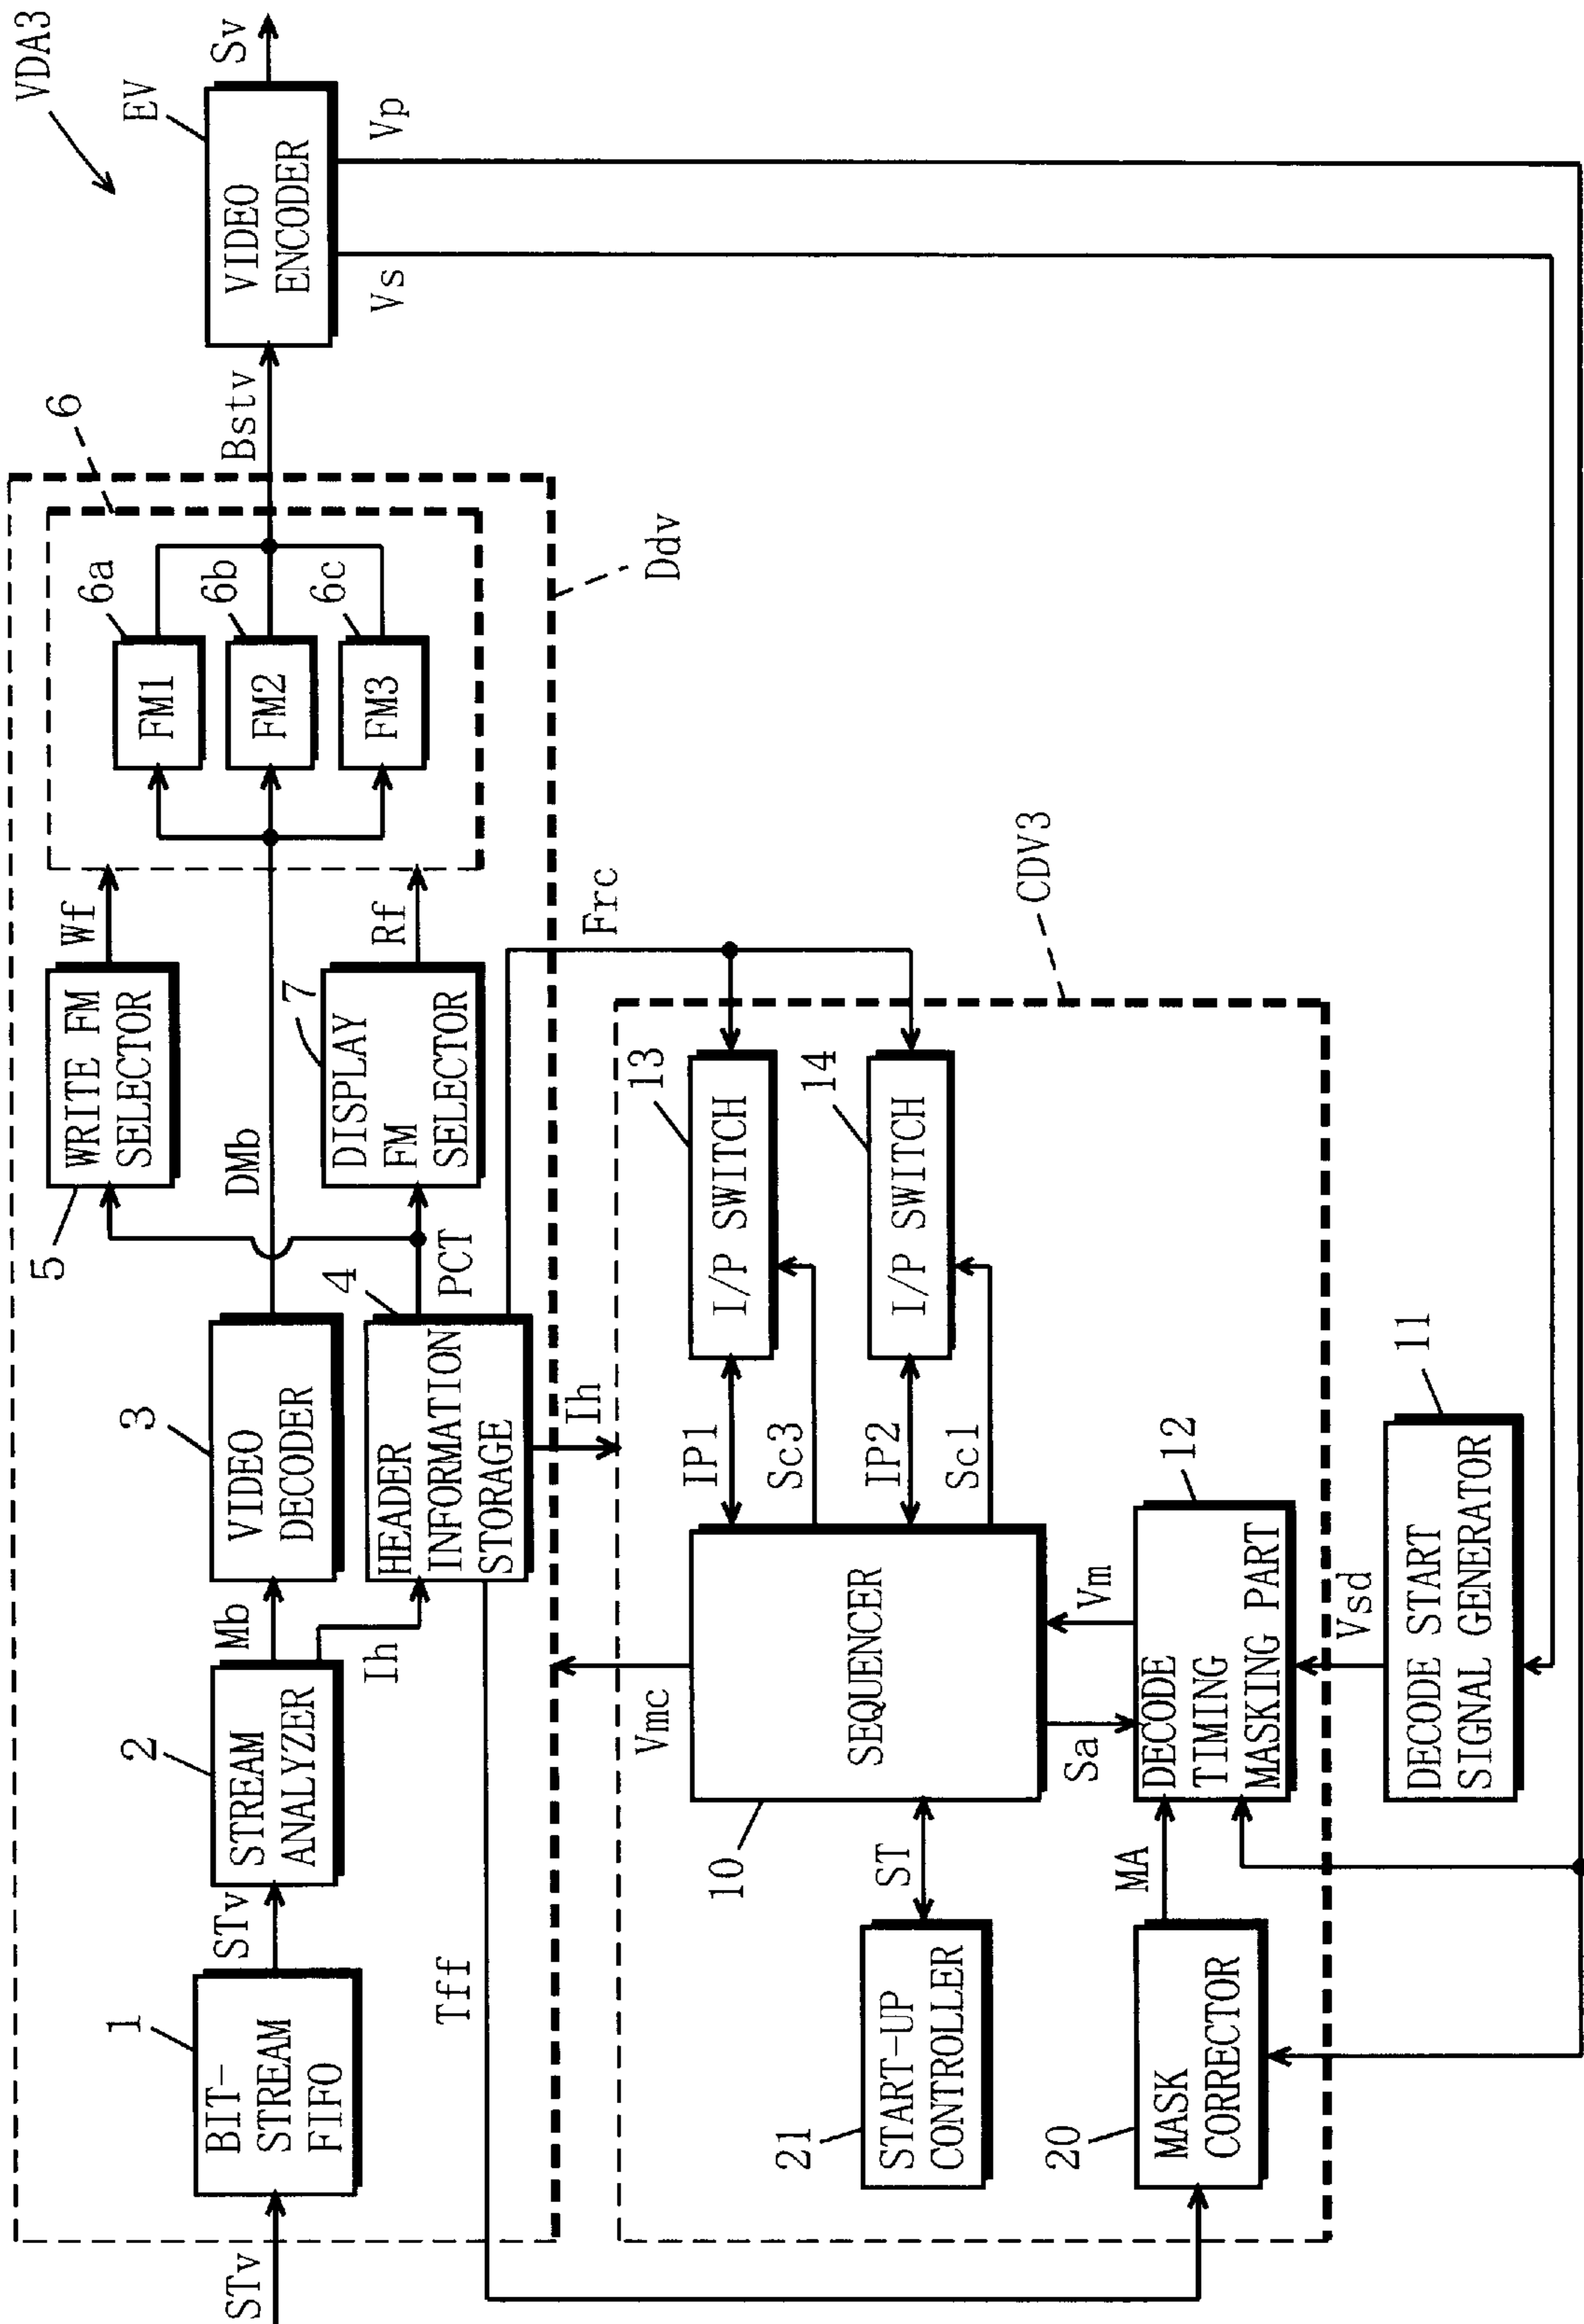 VDA3
STv
1
BIT-
STREAM
FIFO
STv
2
STREAM
ANALYZER
Mb
Ih
3
VIDEO
DECODER
4
HEADER
INFORMATION
STORAGE
PCT
DMb
5
WRITE FM
SELECTOR
Wf
7
DISPLAY
FM
SELECTOR
Rf
6
6a
FM1
6b
FM2
6c
FM3
Bstv
EV
VIDEO
ENCODER
Sv
Vs
Vp
Ddv
Tff
Vmc
Ih
Frc
CDV3
21
START-UP
CONTROLLER
ST
10
SEQUENCER
IP1
Sc3
13
I/P SWITCH
IP2
Sc1
14
I/P SWITCH
Sa
Vm
20
MASK
CORRECTOR
MA
12
DECODE
TIMING
MASKING PART
Vsd
11
DECODE START
SIGNAL GENERATOR